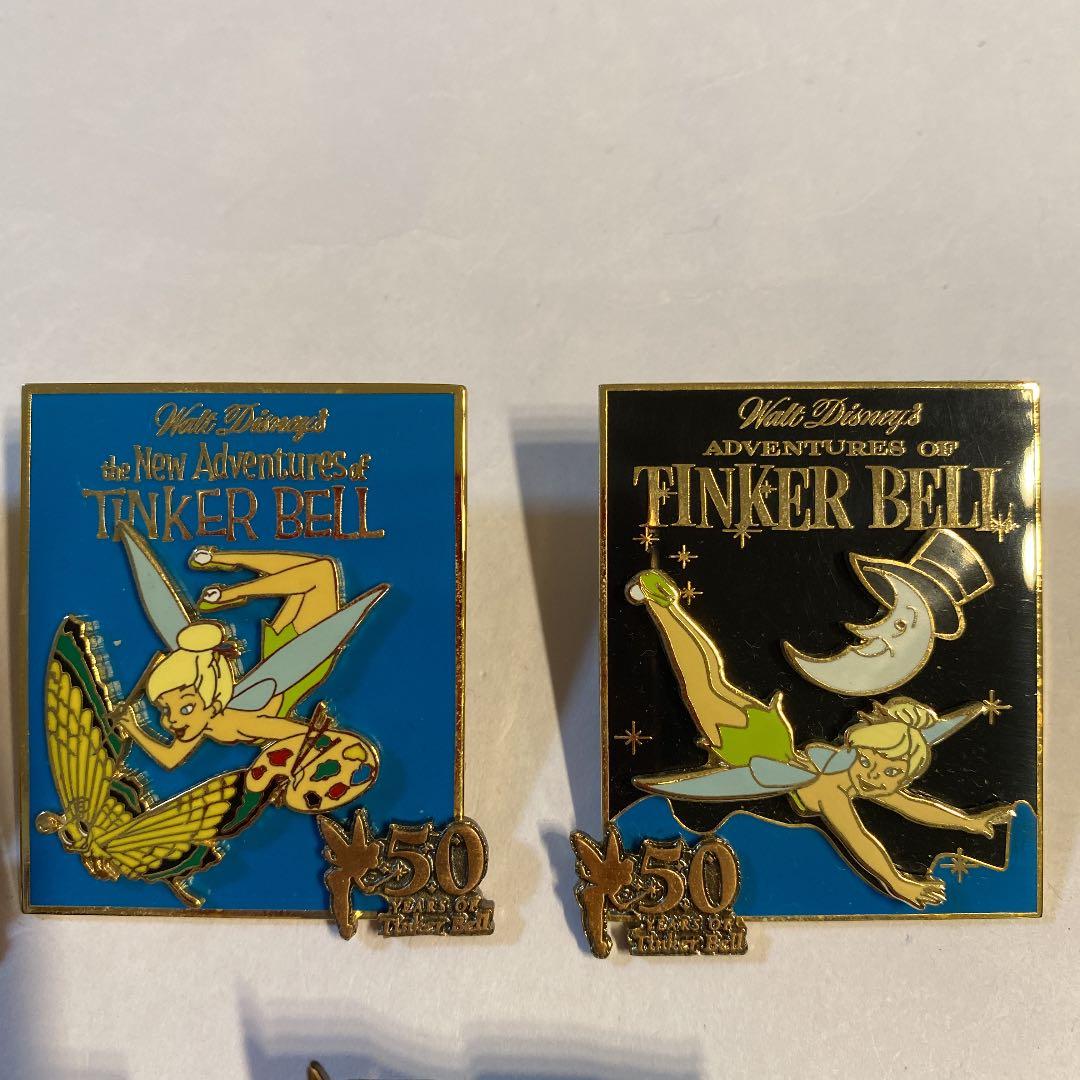 Walt Disney's
the New Adventures of
TINKER BELL
50
YEARS OF
Tinker Bell
Walt Disney's
ADVENTURES OF
TINKER BELL
50
YEARS OF
Tinker Bell